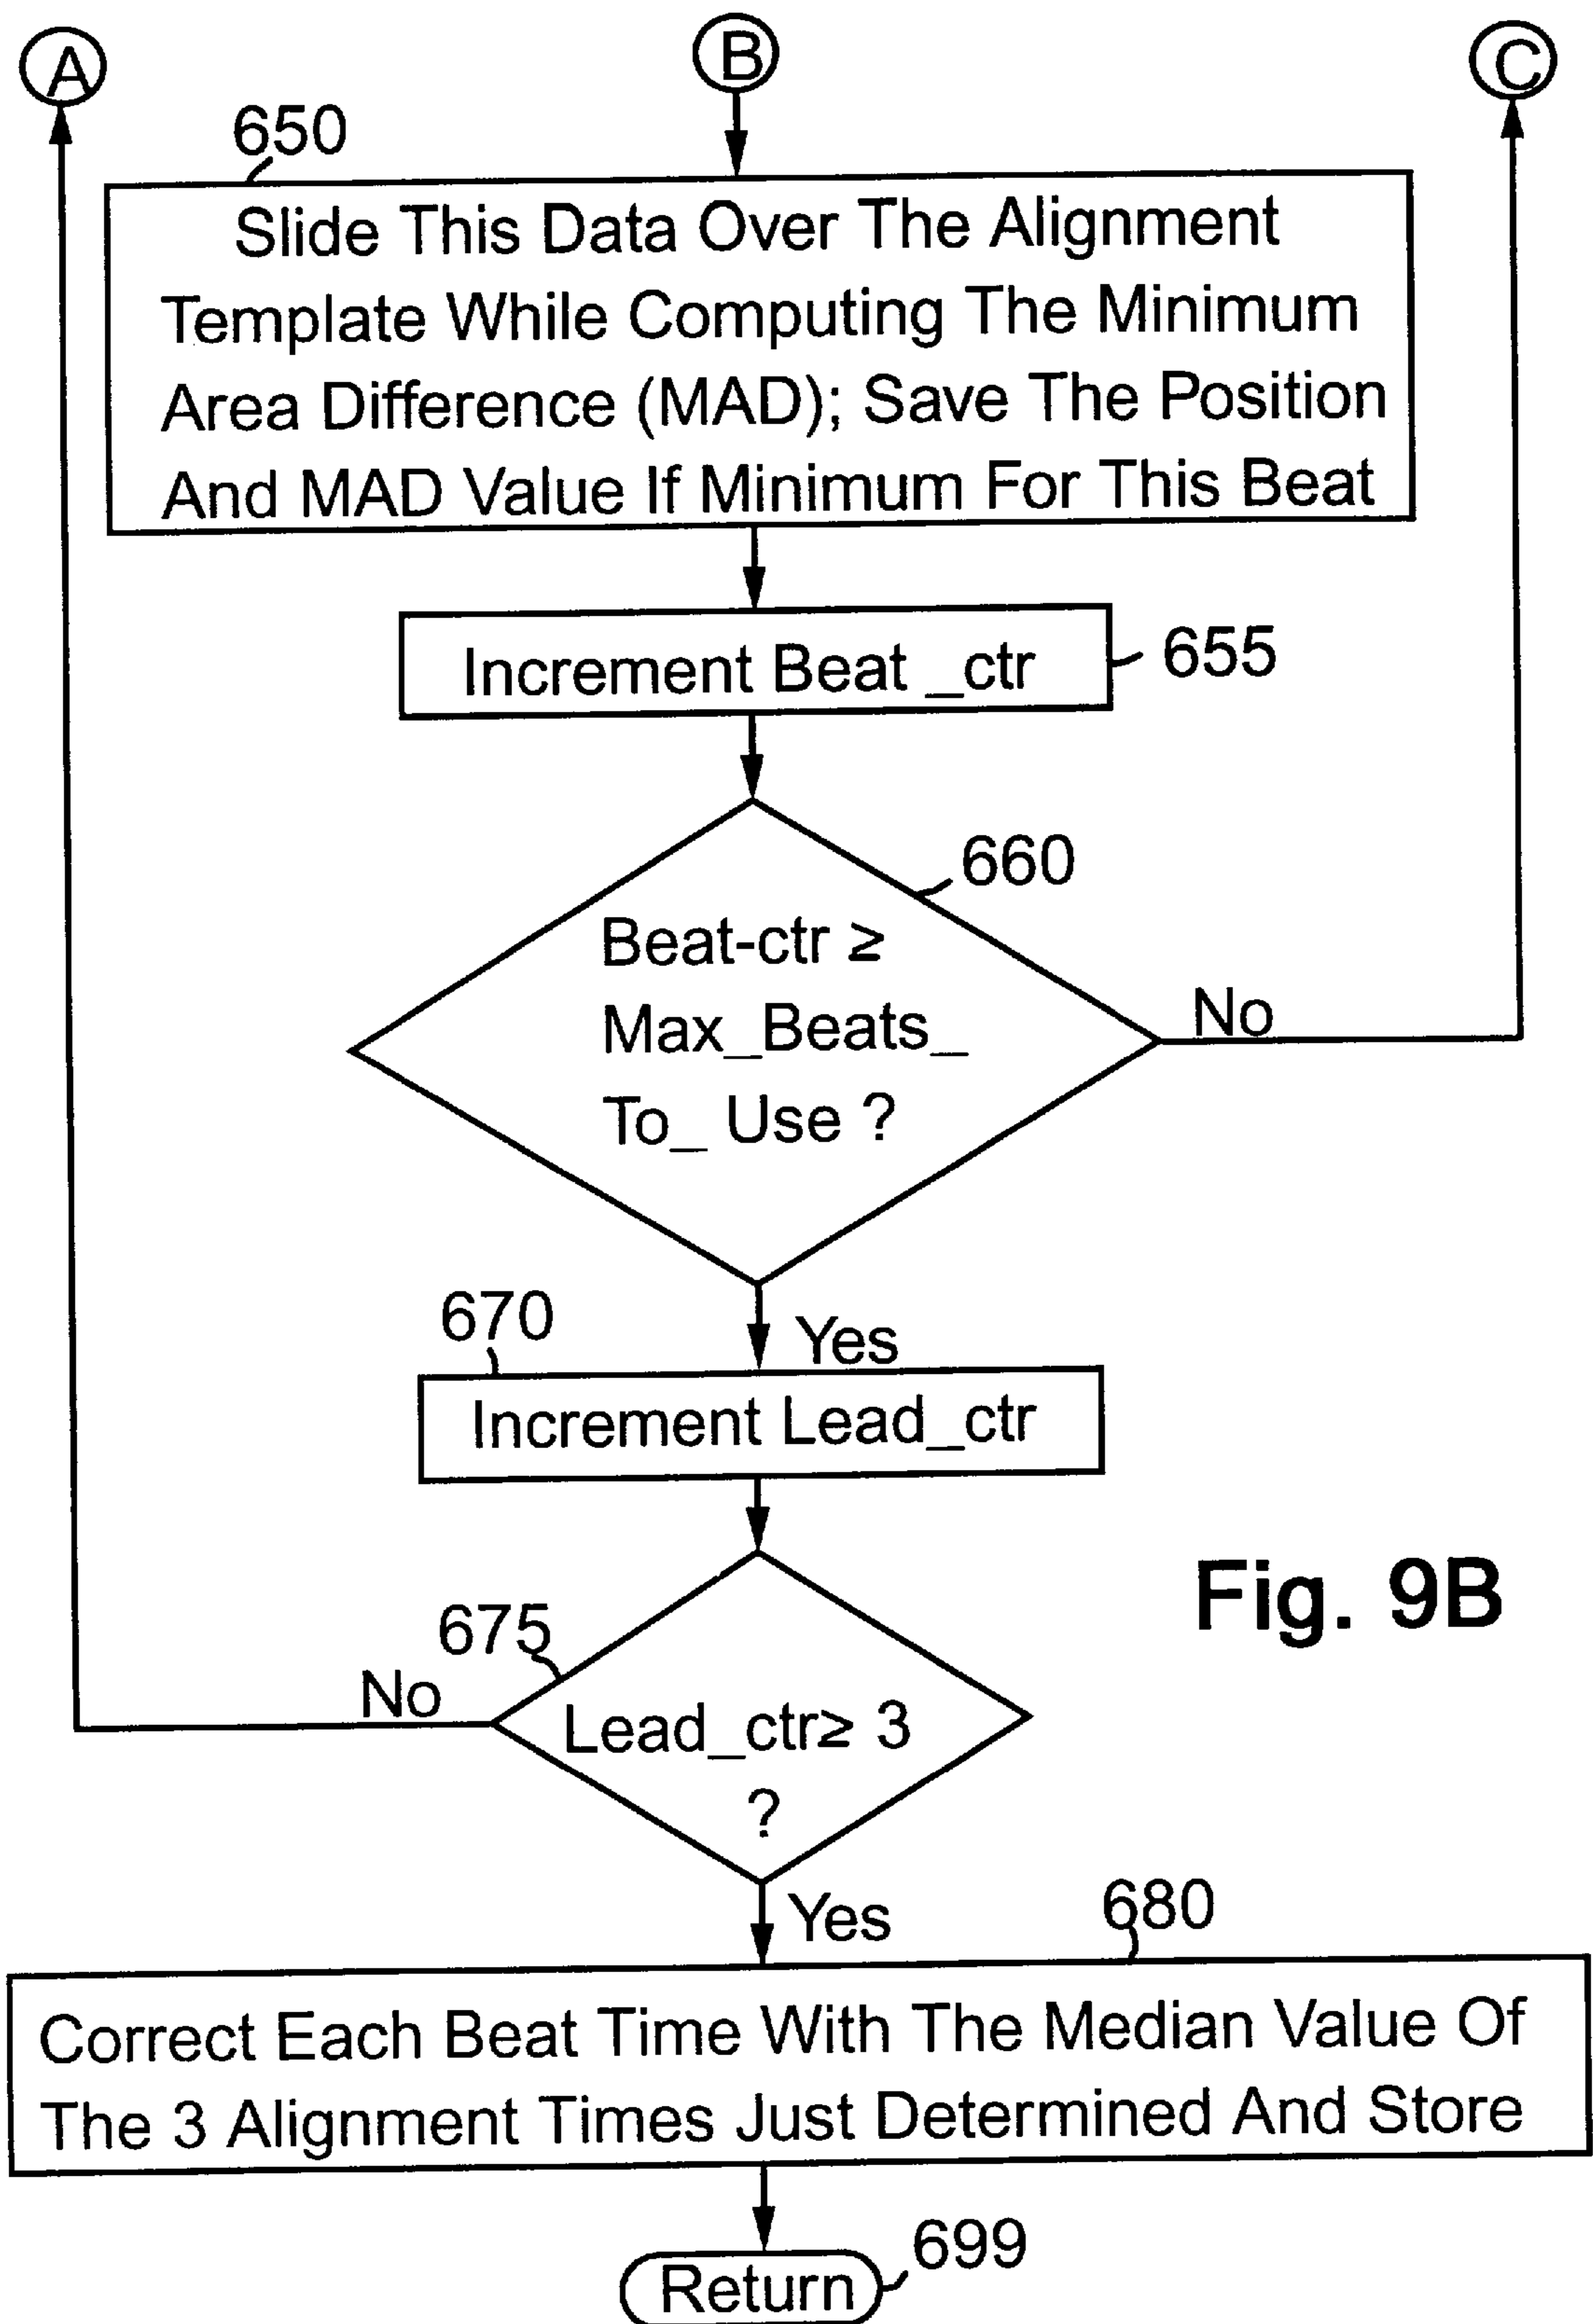 A
B
C
650
Slide This Data Over The Alignment
Template While Computing The Minimum
Area Difference (MAD); Save The Position
And MAD Value If Minimum For This Beat
Increment Beat _ctr
655
660
Beat-ctr ≥
Max_Beats_
To_ Use ?
No
Yes
670
Increment Lead_ctr
Fig. 9B
675
No
Lead_ctr≥ 3
?
Yes
680
Correct Each Beat Time With The Median Value Of
The 3 Alignment Times Just Determined And Store
Return
699